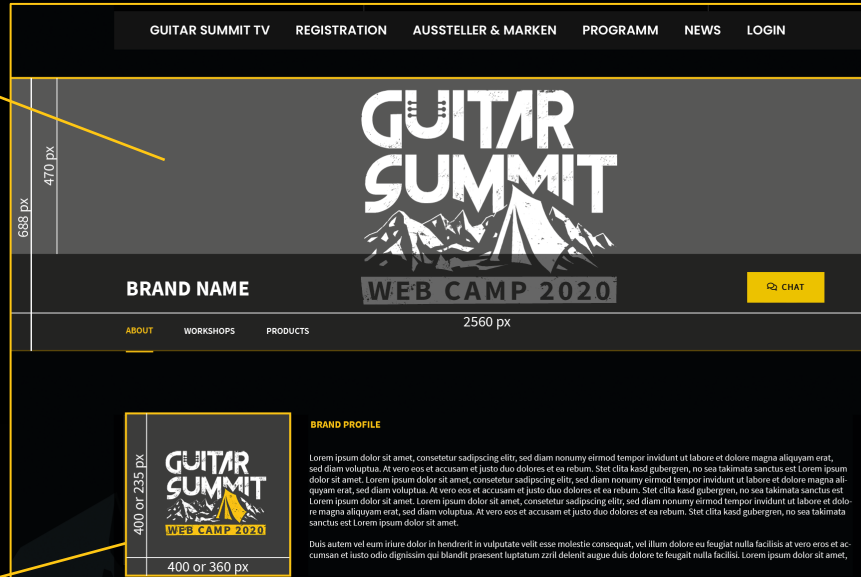 GUITAR SUMMIT TV REGISTRATION AUSSTELLER & MARKEN PROGRAMM NEWS LOGIN
GUITAR
SUMMIT
WEB CAMP 2020
470 px
688 px
BRAND NAME
CHAT
2560 px
ABOUT WORKSHOPS PRODUCTS
GUITAR
SUMMIT
WEB CAMP 2020
400 or 235 px
400 or 360 px
BRAND PROFILE
Lorem ipsum dolor sit amet, consetetur sadipscing elitr, sed diam nonumy eirmod tempor invidunt ut labore et dolore magna aliquyam erat,
sed diam voluptua. At vero eos et accusam et justo duo dolores et ea rebum. Stet clita kasd gubergren, no sea takimata sanctus est Lorem ipsum
dolor sit amet. Lorem ipsum dolor sit amet, consetetur sadipscing elitr, sed diam nonumy eirmod tempor invidunt ut labore et dolore magna ali-
quyam erat, sed diam voluptua. At vero eos et accusam et justo duo dolores et ea rebum. Stet clita kasd gubergren, no sea takimata sanctus est
Lorem ipsum dolor sit amet. Lorem ipsum dolor sit amet, consetetur sadipscing elitr, sed diam nonumy eirmod tempor invidunt ut labore et dolo-
re magna aliquyam erat, sed diam voluptua. At vero eos et accusam et justo duo dolores et ea rebum. Stet clita kasd gubergren, no sea takimata
sanctus est Lorem ipsum dolor sit amet.
Duis autem vel eum iriure dolor in hendrerit in vulputate velit esse molestie consequat, vel illum dolore eu feugiat nulla facilisis at vero eros et ac-
cumsan et iusto odio dignissim qui blandit praesent luptatum zzril delenit augue duis dolore te feugait nulla facilisi. Lorem ipsum dolor sit amet,